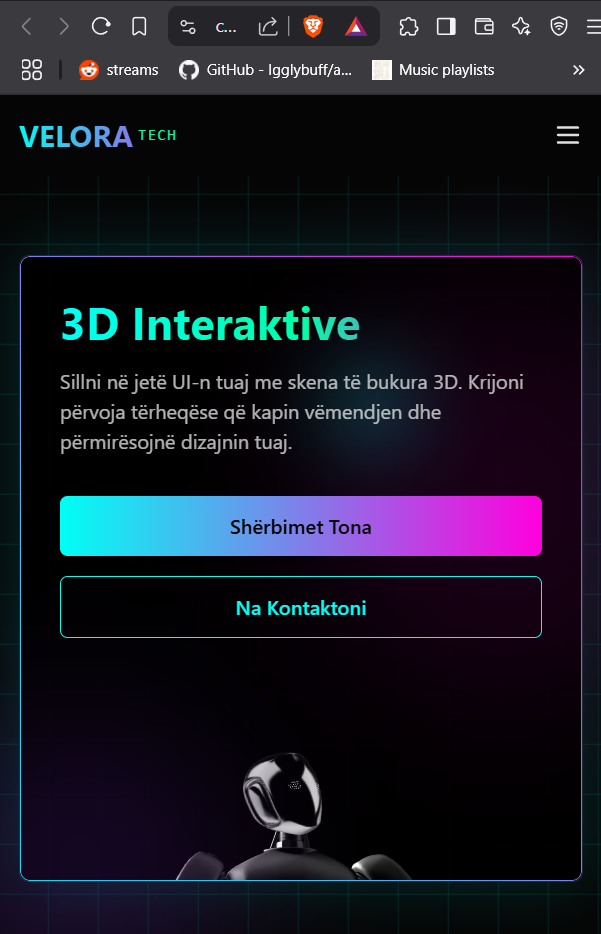 C...
streams
GitHub - Igglybuff/a...
Music playlists
VELORA TECH
3D Interaktive
Sillni në jetë UI-n tuaj me skena të bukura 3D. Krijoni
përvoja tërheqëse që kapin vëmendjen dhe
përmirësojnë dizajnin tuaj.
Shërbimet Tona
Na Kontaktoni